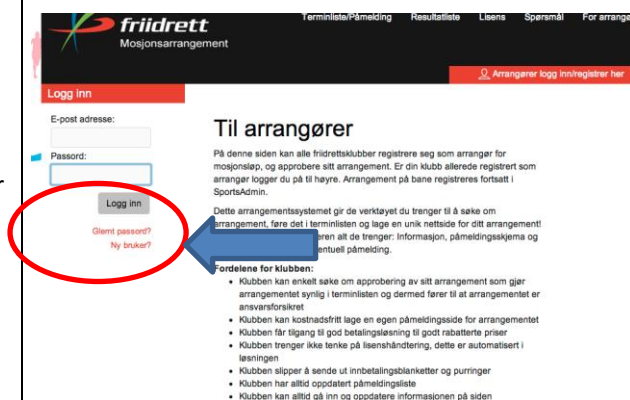 friidrett
Mosjonsarrangement
Terminliste/Påmelding Resultatliste Lisens Spørsmål For arrangø
Arrangører logg inn/registrer her
Logg inn
E-post adresse:
Passord:
r
Logg inn
Glemt passord?
Ny bruker?
Til arrangører
På denne siden kan alle friidrettsklubber registrere seg som arrangør for
mosjonsløp, og approbere sitt arrangement. Er din klubb allerede registrert som
arrangør logger du på til høyre. Arrangement på bane registreres fortsatt i
SportsAdmin.
Dette arrangementssystemet gir de verktøyet du trenger til å søke om
arrangement, føre det i terminlisten og lage en unik nettside for ditt arrangement!
eren alt de trenger: Informasjon, påmeldingsskjema og
entuell påmelding.
Fordelene for klubben:
• Klubben kan enkelt søke om approbering av sitt arrangement som gjør
arrangementet synlig i terminlisten og dermed fører til at arrangementet er
ansvarsforsikret
• Klubben kan kostnadsfritt lage en egen påmeldingsside for arrangementet
• Klubben får tilgang til god betalingsløsning til godt rabatterte priser
• Klubben trenger ikke tenke på lisenshåndtering, dette er automatisert i
løsningen
• Klubben slipper å sende ut innbetalingsblanketter og purringer
• Klubben har alltid oppdatert påmeldingsliste
• Klubben kan alltid gå inn og oppdatere informasjonen på siden